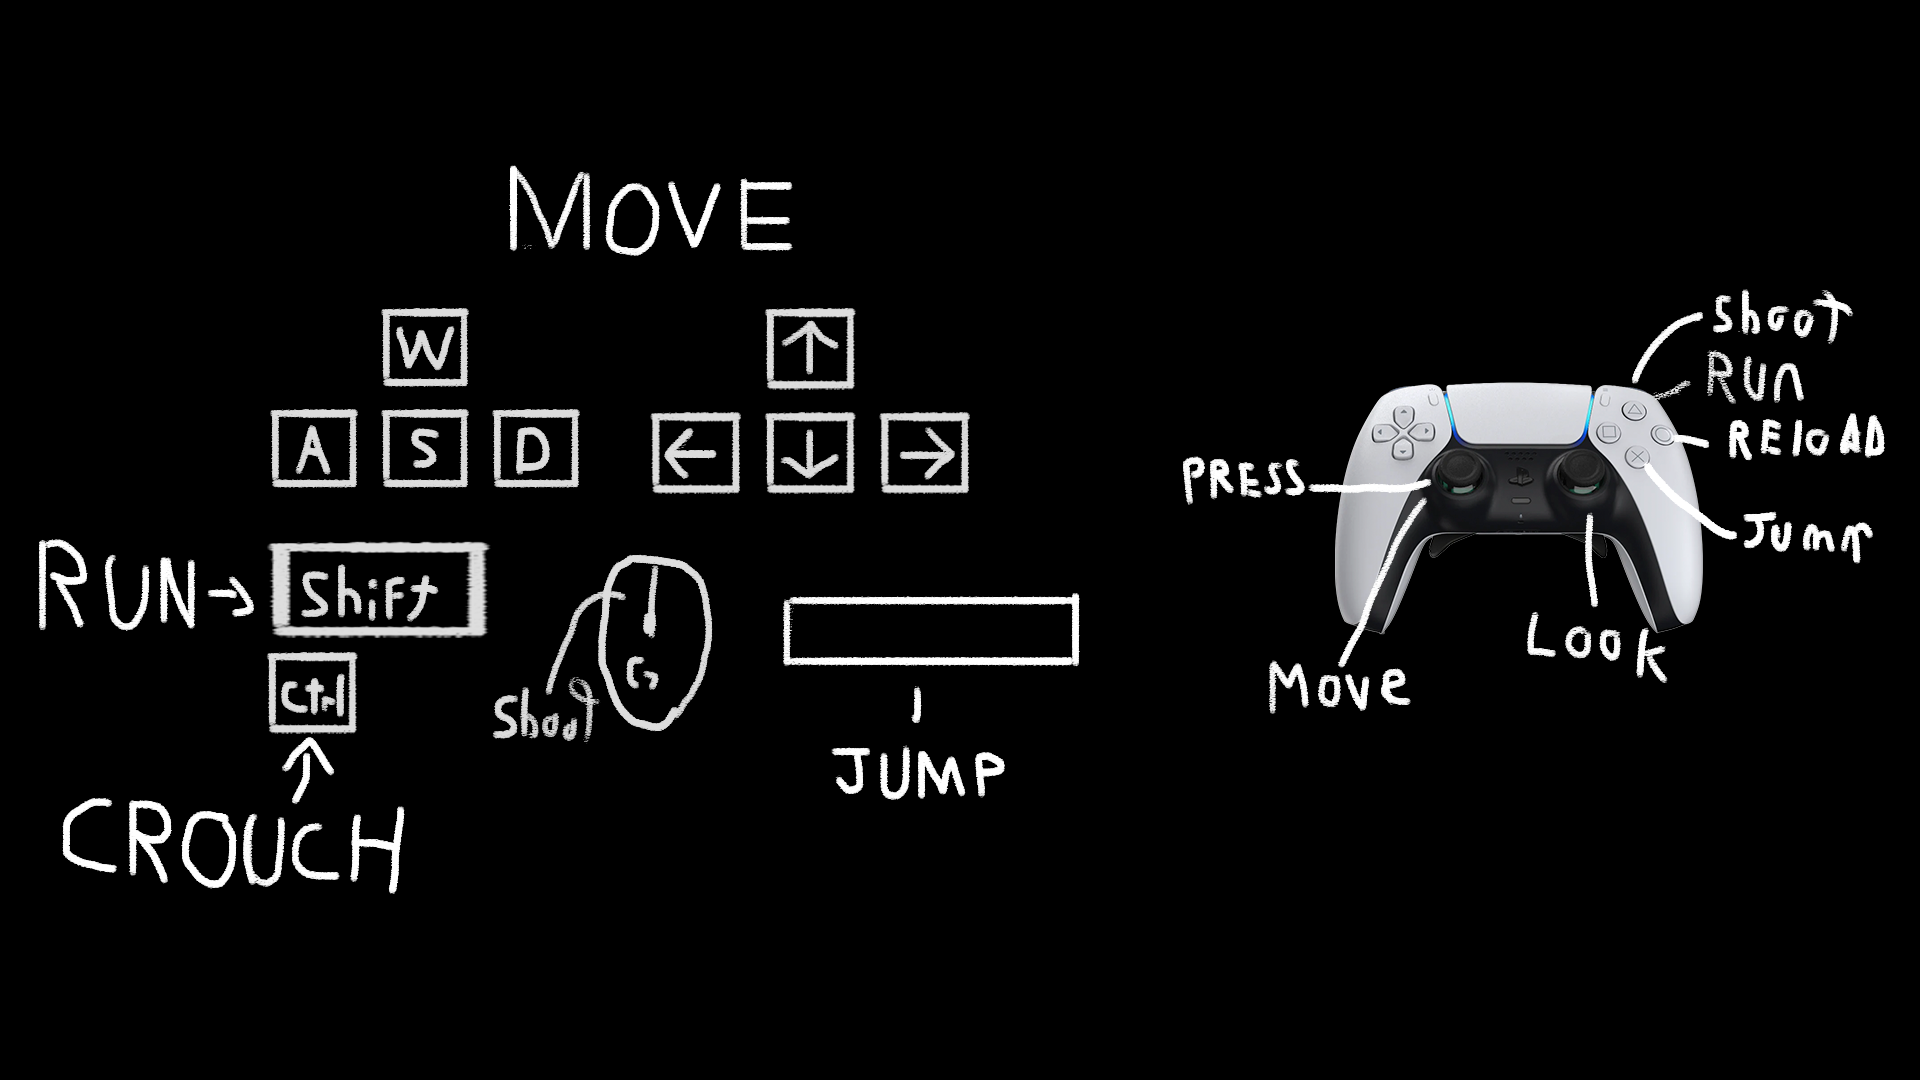 MOVE
W
↑
A S D
← ↓ →
RUN → Shift
Ctrl
CROUCH
Shoot
G
JUMP
Shoot
RUN
RELOAD
PRESS
Jump
LOOK
Move